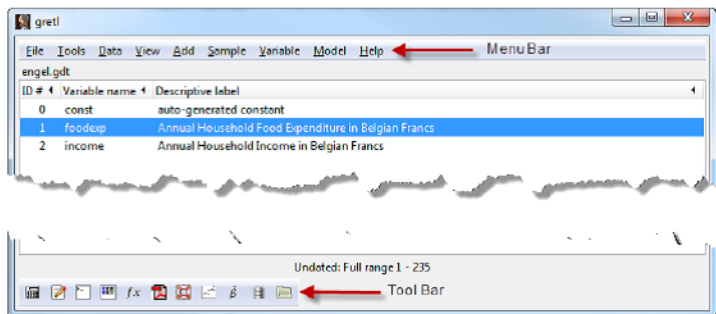 gretl
File Tools Data View Add Sample Variable Model Help Menu Bar
engel.gdt
ID # Variable name Descriptive label
0 const auto-generated constant
1 foodexp Annual Household Food Expenditure in Belgian Francs
2 income Annual Household Income in Belgian Francs
Undated: Full range 1 - 235
fx β̂ Tool Bar